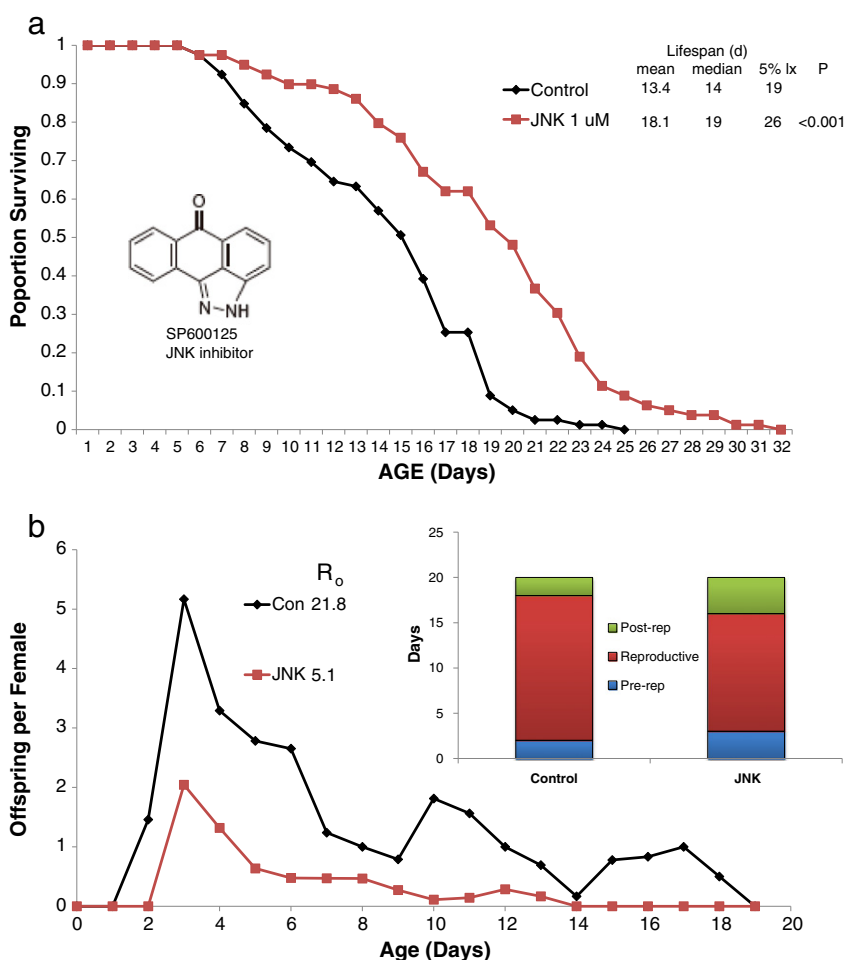 a
Lifespan (d)
mean median 5% lx P
Control 13.4 14 19
JNK 1 uM 18.1 19 26 <0.001
Poportion Surviving
1
0.9
0.8
0.7
0.6
0.5
0.4
0.3
0.2
0.1
0
O
N
NH
SP600125
JNK inhibitor
1 2 3 4 5 6 7 8 9 10 11 12 13 14 15 16 17 18 19 20 21 22 23 24 25 26 27 28 29 30 31 32
AGE (Days)
b
Offspring per Female
6
5
4
3
2
1
0
Ro
Con 21.8
JNK 5.1
0 2 4 6 8 10 12 14 16 18 20
Age (Days)
Days
25
20
15
10
5
0
Post-rep
Reproductive
Pre-rep
Control JNK